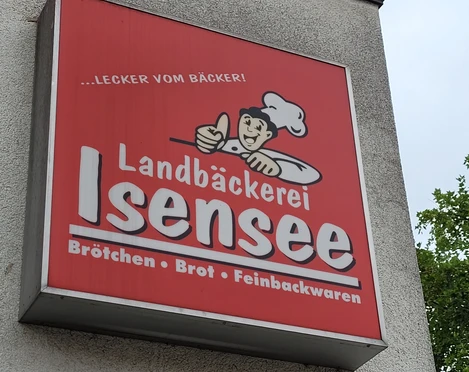 ...LECKER VOM BÄCKER!
Landbäckerei
Isensee
Brötchen • Brot • Feinbackwaren